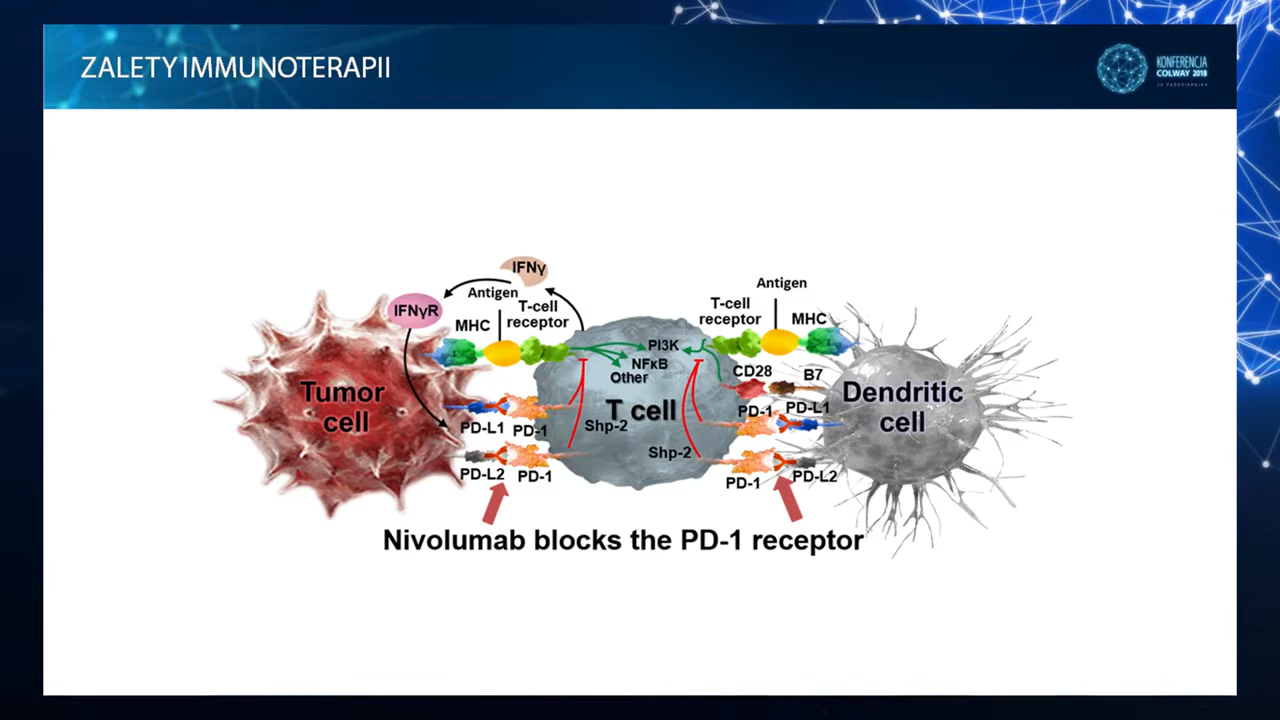 ZALETY IMMUNOTERAPII
KONFERENCJA
COLWAY 2018
20 PAŹDZIERNIKA
IFNγ
Antigen
IFNγR
T-cell
receptor
MHC
PI3K
NFκB
Other
Tumor
cell
T cell
Shp-2
Shp-2
PD-L1
PD-1
PD-L2
PD-1
Antigen
T-cell
receptor
MHC
CD28
B7
PD-1
PD-L1
PD-1
PD-L2
Dendritic
cell
Nivolumab blocks the PD-1 receptor